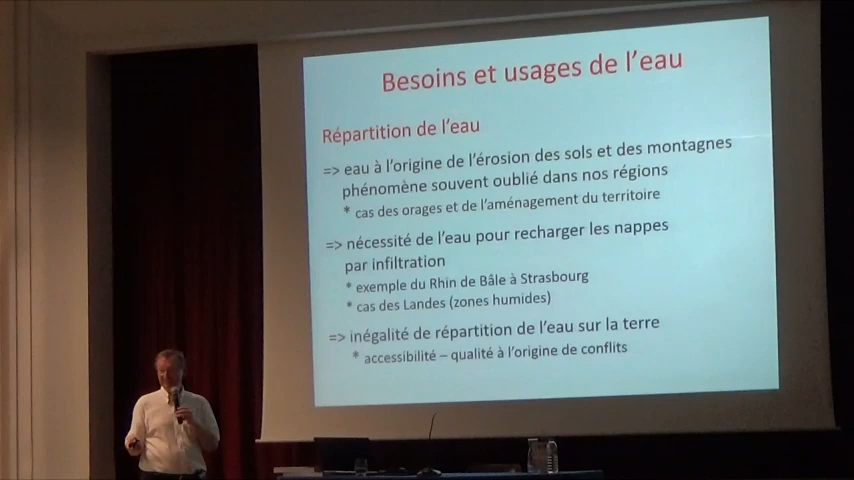 Besoins et usages de l'eau
Répartition de l'eau
=> eau à l'origine de l'érosion des sols et des montagnes
phénomène souvent oublié dans nos régions
* cas des orages et de l'aménagement du territoire
=> nécessité de l'eau pour recharger les nappes
par infiltration
* exemple du Rhin de Bâle à Strasbourg
* cas des Landes (zones humides)
=> inégalité de répartition de l'eau sur la terre
* accessibilité – qualité à l'origine de conflits